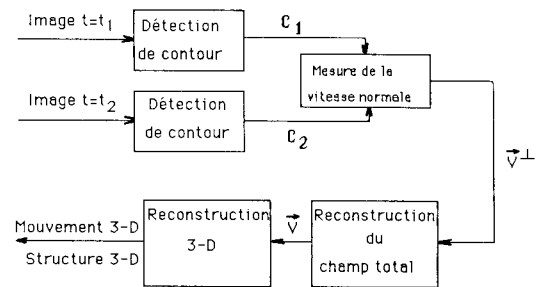 Image t=t₁
Détection
de contour
C₁
Image t=t₂
Détection
de contour
C₂
Mesure de la
vitesse normale
V⃗⊥
Reconstruction
du
champ total
V⃗
Reconstruction
3-D
Mouvement 3-D
Structure 3-D